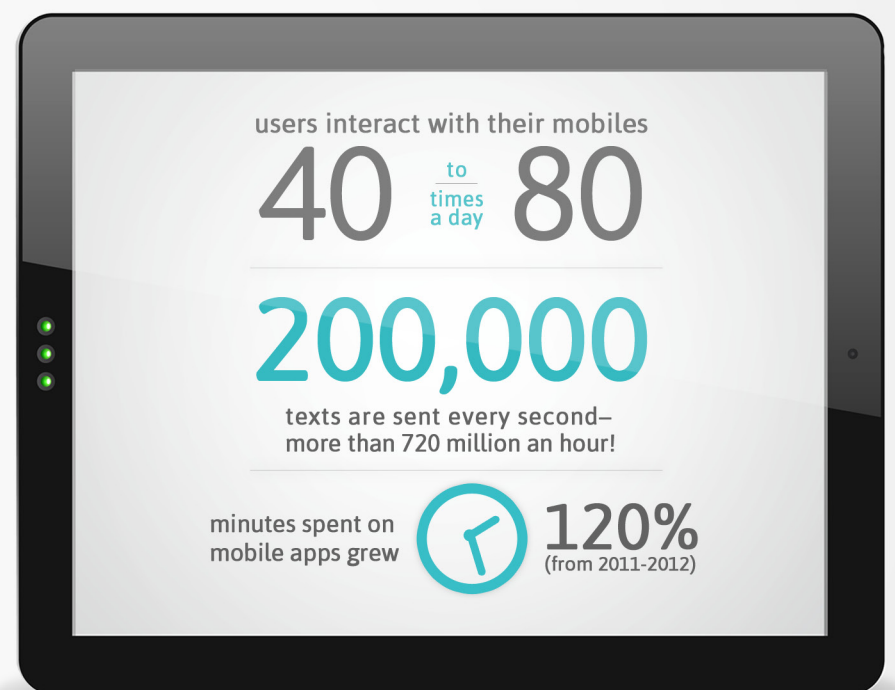 users interact with their mobiles
40 to 80
times
a day
200,000
texts are sent every second–
more than 720 million an hour!
minutes spent on
mobile apps grew
120%
(from 2011-2012)